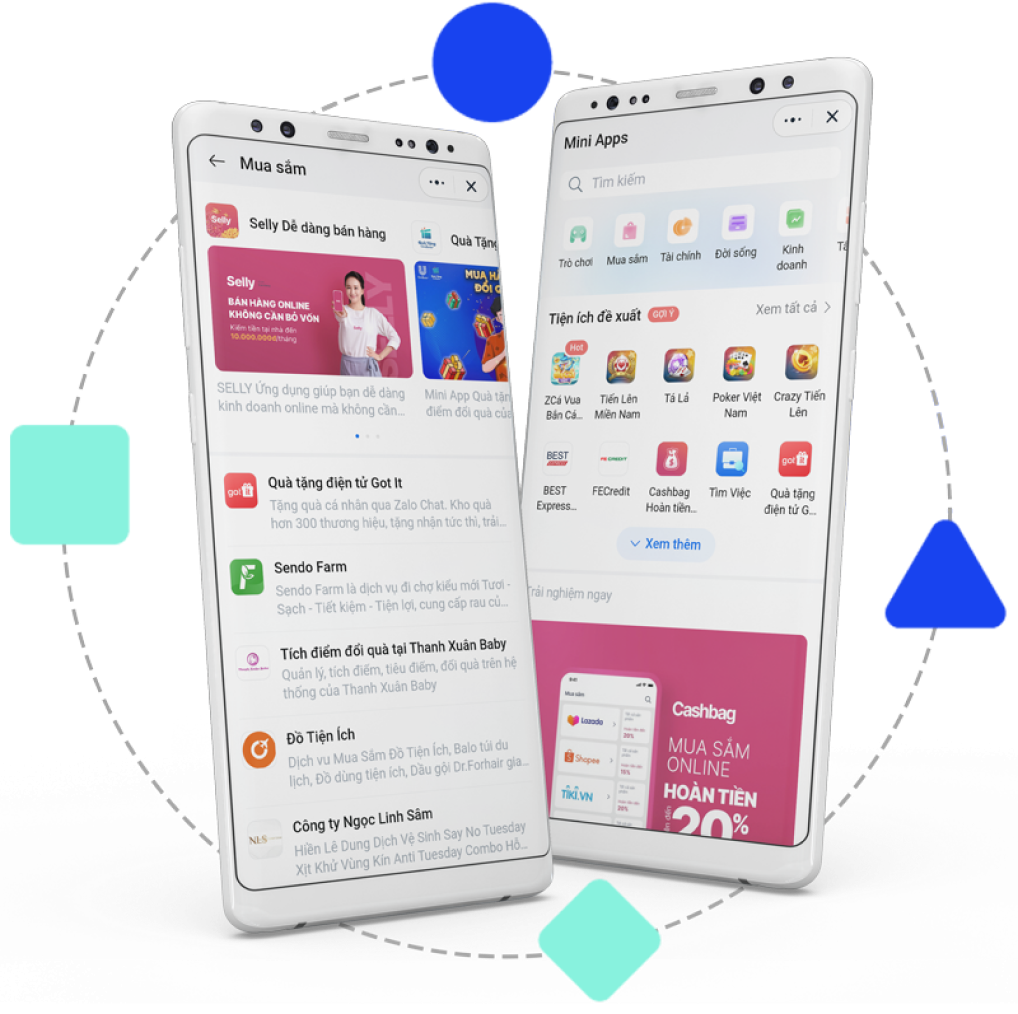 Mua sắm
Selly
Selly Dễ dàng bán hàng
Quà Tặng
Selly
BÁN HÀNG ONLINE
KHÔNG CẦN BỎ VỐN
Kiếm tiền tại nhà đến
10.000.000đ/tháng
SELLY
MUA HÀ
ĐỔI Q
SELLY Ứng dụng giúp bạn dễ dàng
kinh doanh online mà không cần...
Mini App Quà tặn
điểm đổi quà của
got it
Quà tặng điện tử Got It
Tặng quà cá nhân qua Zalo Chat. Kho quà
hơn 300 thương hiệu, tặng nhận tức thì, trải...
Sendo Farm
Sendo Farm là dịch vụ đi chợ kiểu mới Tươi -
Sạch - Tiết kiệm - Tiện lợi, cung cấp rau củ...
Tích điểm đổi quà tại Thanh Xuân Baby
Quản lý, tích điểm, tiêu điểm, đổi quà trên hệ
thống của Thanh Xuân Baby
Đồ Tiện Ích
Dịch vụ Mua Sắm Đồ Tiện Ích, Balo túi du
lịch, Đồ dùng tiện ích, Dầu gội Dr.Forhair gia...
NLS
Công ty Ngọc Linh Sâm
Hiền Lê Dung Dịch Vệ Sinh Say No Tuesday
Xịt Khử Vùng Kín Anti Tuesday Combo Hỗ...
Mini Apps
Tìm kiếm
Trò chơi
Mua sắm
Tài chính
Đời sống
Kinh
doanh
Tiện ích đề xuất
GỢI Ý
Xem tất cả
Hot
ZCá Vua
Bắn Cá...
Tiến Lên
Miền Nam
Tá Lả
Poker Việt
Nam
Crazy Tiến
Lên
BEST
FE CREDIT
got it
BEST
Express...
FECredit
Cashbag
Hoàn tiền...
Tìm Việc
Quà tặng
điện tử G...
Xem thêm
Trải nghiệm ngay
Mua sắm
Lazada
Shopee
TIKI.VN
Cashbag
MUA SẮM
ONLINE
HOÀN TIỀN
20%